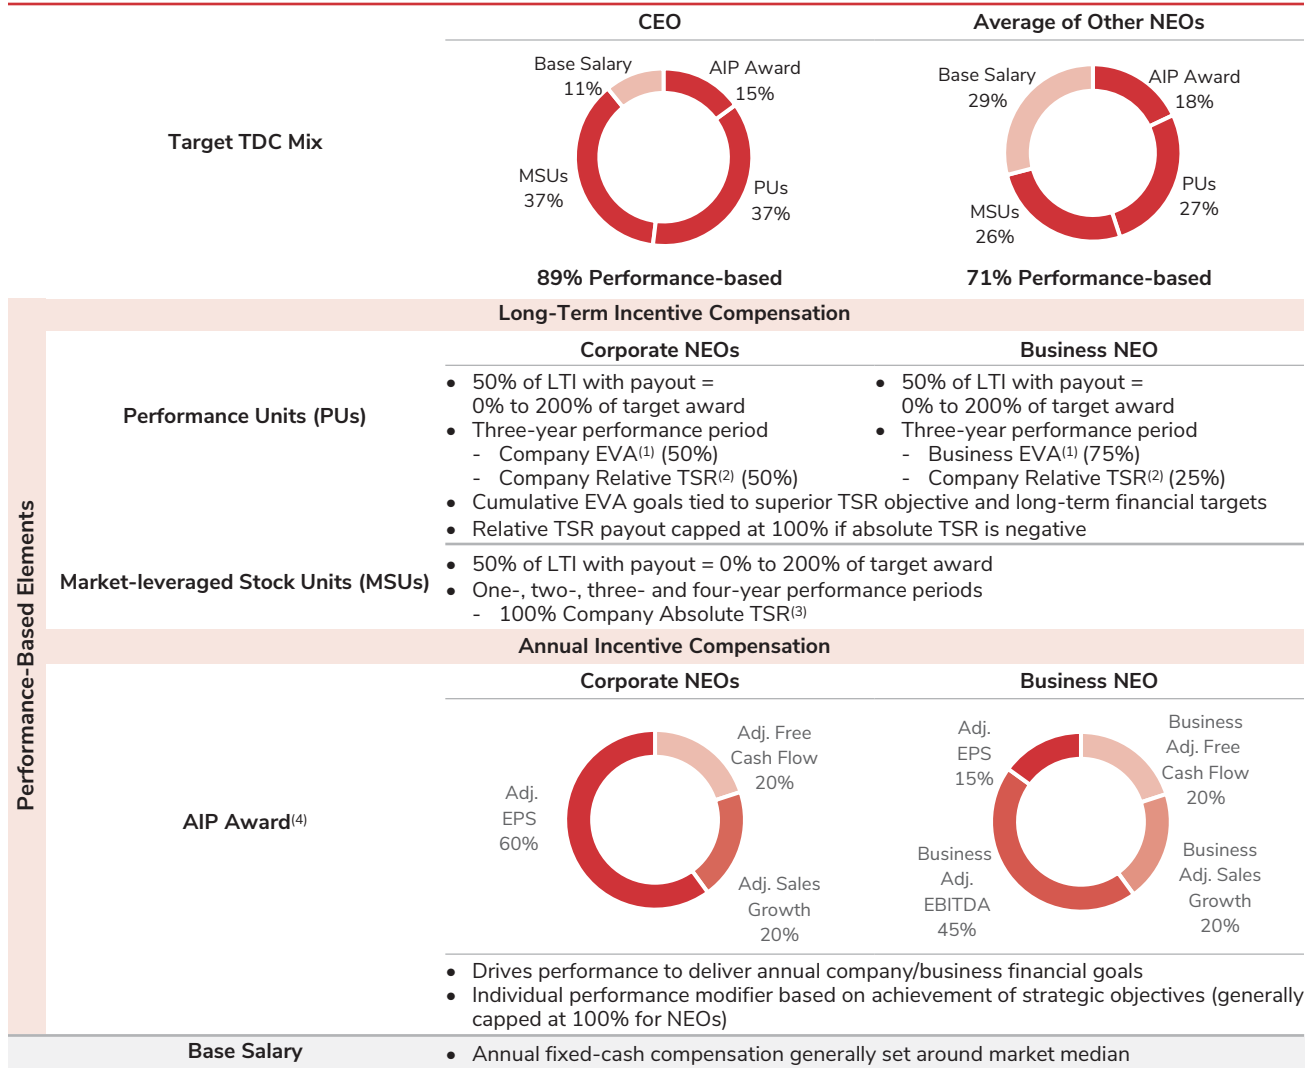 CEO
Average of Other NEOs
Target TDC Mix
Base Salary
11%
AIP Award
15%
MSUs
37%
PUs
37%
89% Performance-based
Base Salary
29%
AIP Award
18%
MSUs
26%
PUs
27%
71% Performance-based
Performance-Based Elements
Long-Term Incentive Compensation
Corporate NEOs
Business NEO
Performance Units (PUs)
• 50% of LTI with payout =
0% to 200% of target award
• Three-year performance period
- Company EVA(1) (50%)
- Company Relative TSR(2) (50%)
• 50% of LTI with payout =
0% to 200% of target award
• Three-year performance period
- Business EVA(1) (75%)
- Company Relative TSR(2) (25%)
• Cumulative EVA goals tied to superior TSR objective and long-term financial targets
• Relative TSR payout capped at 100% if absolute TSR is negative
Market-leveraged Stock Units (MSUs)
• 50% of LTI with payout = 0% to 200% of target award
• One-, two-, three- and four-year performance periods
- 100% Company Absolute TSR(3)
Annual Incentive Compensation
Corporate NEOs
Business NEO
AIP Award(4)
Adj.
EPS
60%
Adj. Free
Cash Flow
20%
Adj. Sales
Growth
20%
Adj.
EPS
15%
Business
Adj. Free
Cash Flow
20%
Business
Adj.
EBITDA
45%
Business
Adj. Sales
Growth
20%
• Drives performance to deliver annual company/business financial goals
• Individual performance modifier based on achievement of strategic objectives (generally
capped at 100% for NEOs)
Base Salary
• Annual fixed-cash compensation generally set around market median